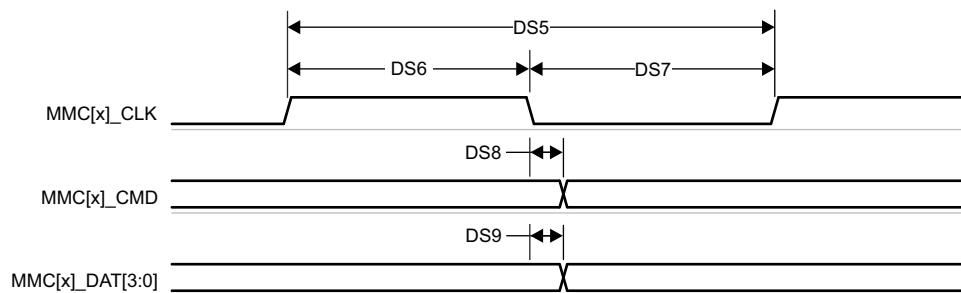 DS5
DS6
DS7
MMC[x]_CLK
DS8
MMC[x]_CMD
DS9
MMC[x]_DAT[3:0]